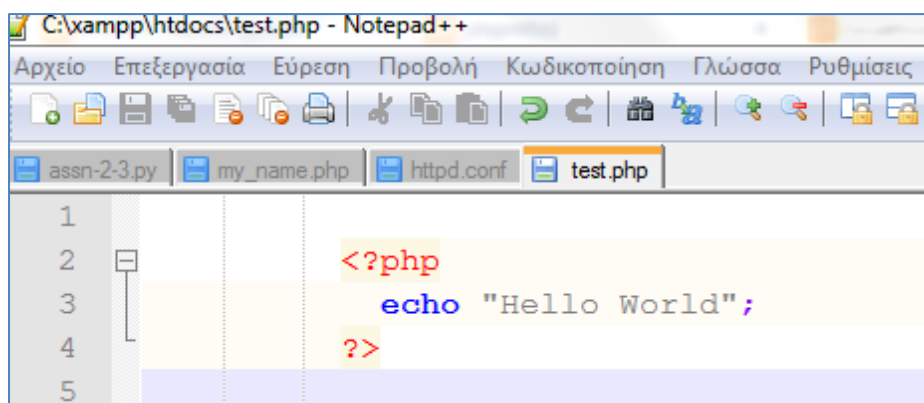 C:\xampp\htdocs\test.php - Notepad++
Αρχείο Επεξεργασία Εύρεση Προβολή Κωδικοποίηση Γλώσσα Ρυθμίσεις
assn-2-3.py my_name.php httpd.conf test.php
1
2 <?php
3 echo "Hello World";
4 ?>
5